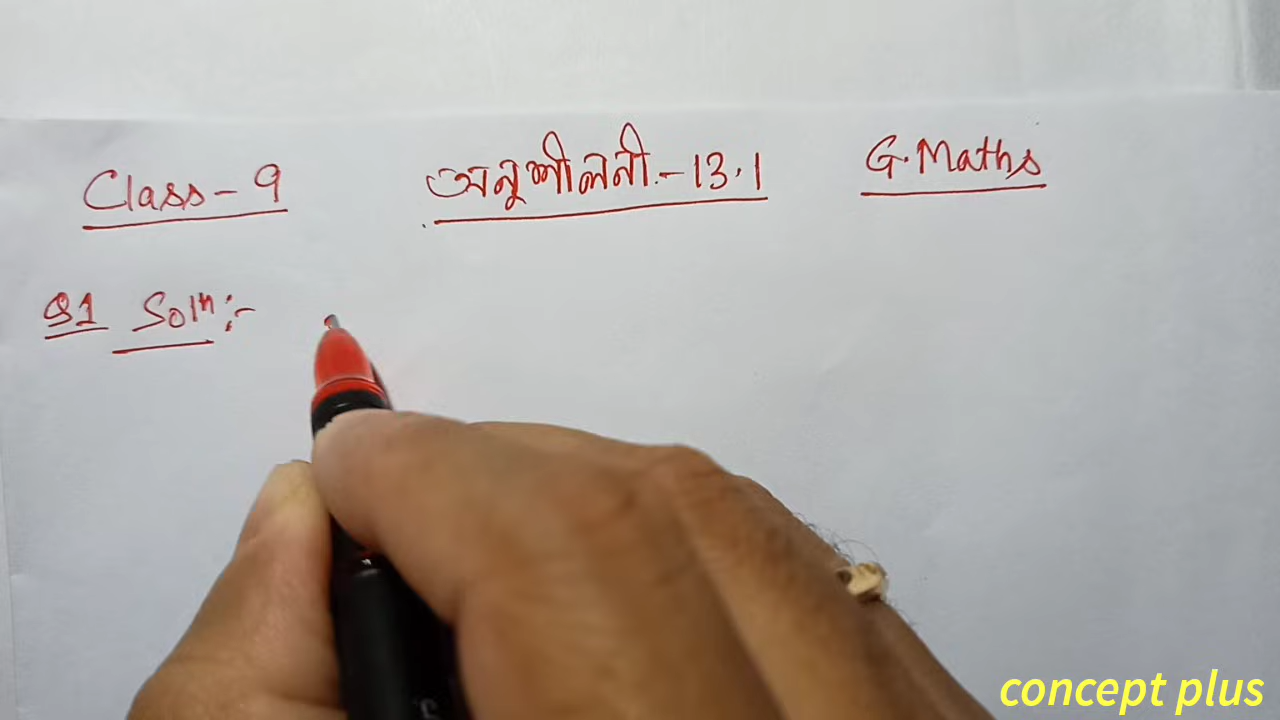 Class - 9 অনুশীলনী.- 13.1 G. Maths
Q1 Solⁿ :-
concept plus